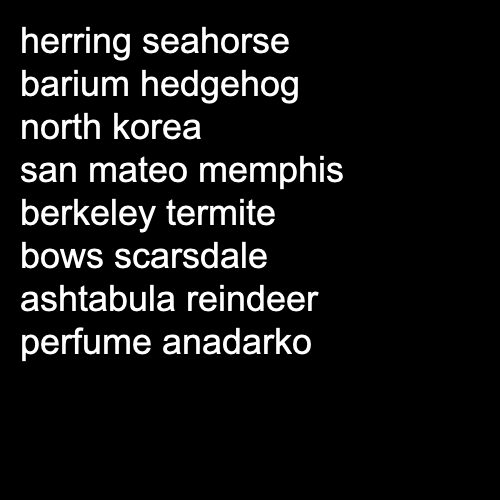 herring seahorse
barium hedgehog
north korea
san mateo memphis
berkeley termite
bows scarsdale
ashtabula reindeer
perfume anadarko